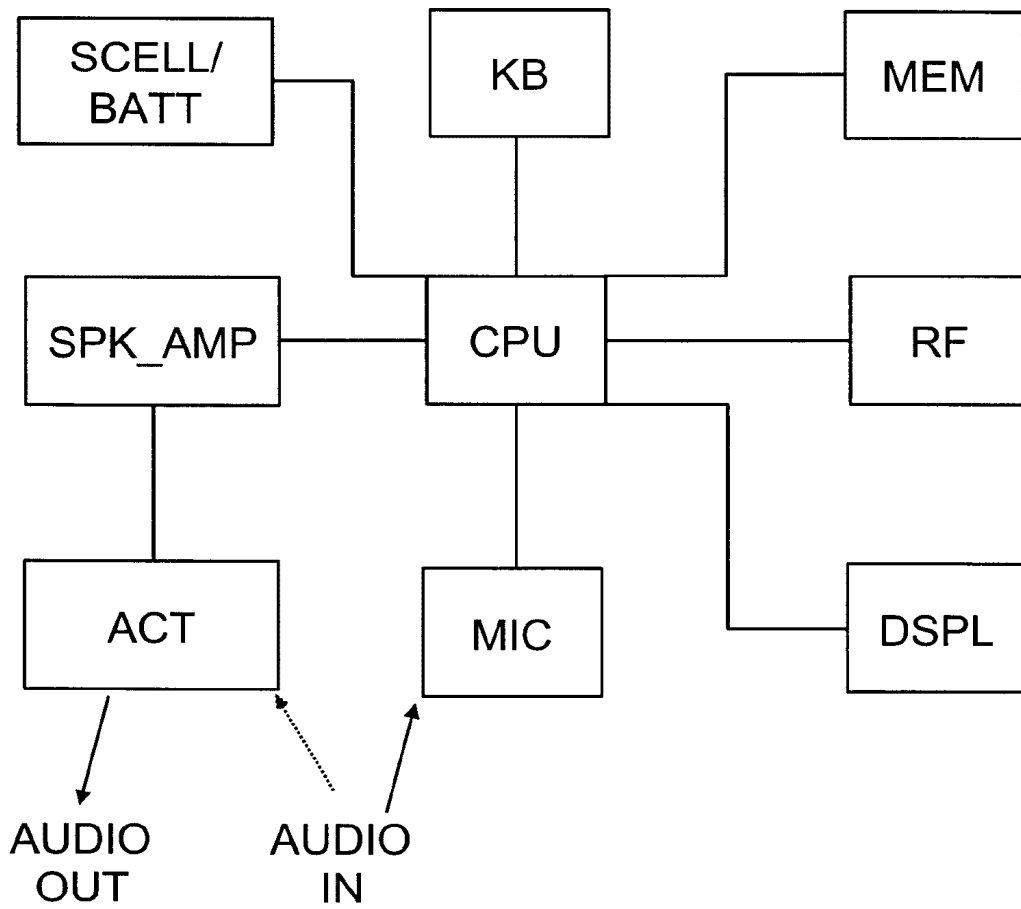 SCELL/
BATT
KB
MEM
SPK_AMP
CPU
RF
ACT
MIC
DSPL
AUDIO
OUT
AUDIO
IN